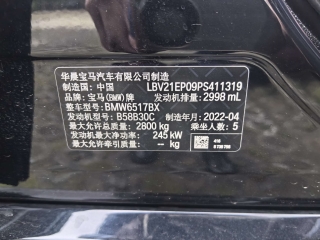 华晨宝马汽车有限公司制造
制造国: 中国 LBV21EP09PS411319
品牌: 宝马(BMW) 发动机排量: 2998 mL
整车型号: BMW6517BX
发动机型号: B58B30C 制造年月: 2022-04
最大允许总质量: 2800 kg 乘坐人数: 5
发动机最大净功率: 245 kW
最大允许牵引质量: -- kg